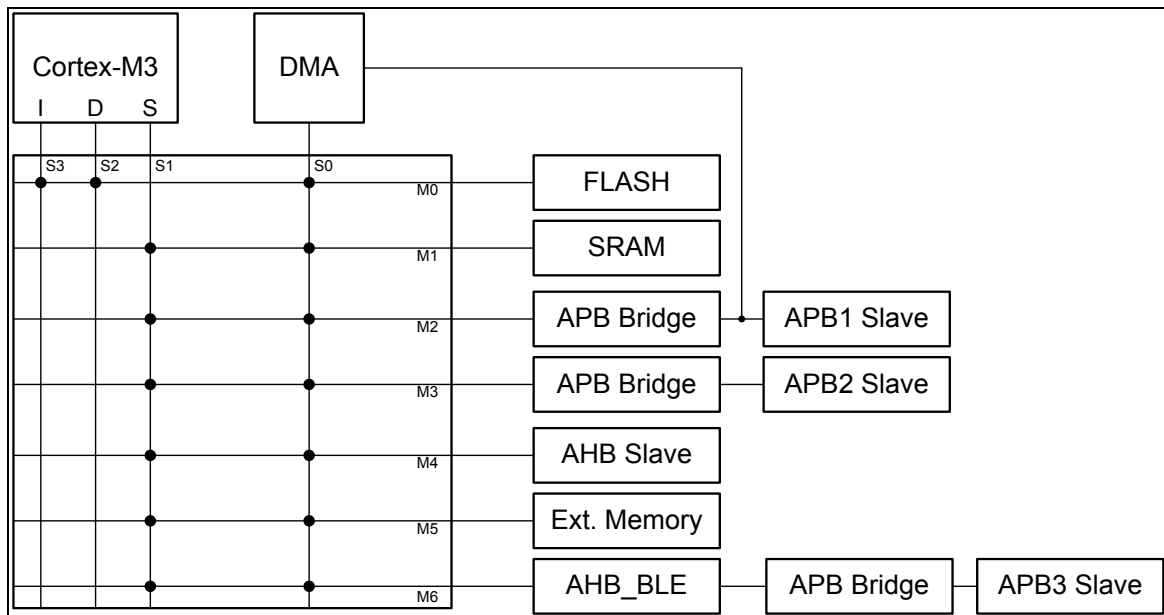 Cortex-M3
DMA
I D S
S3 S2 S1 S0
M0 FLASH
M1 SRAM
M2 APB Bridge APB1 Slave
M3 APB Bridge APB2 Slave
M4 AHB Slave
M5 Ext. Memory
M6 AHB_BLE APB Bridge APB3 Slave